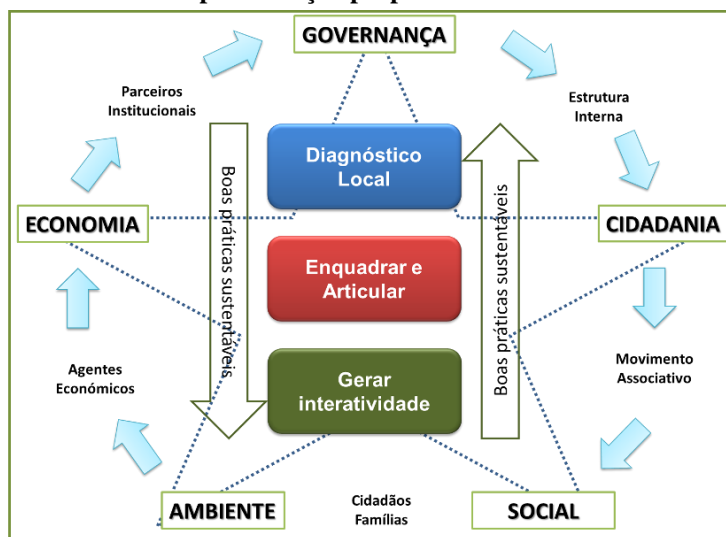 GOVERNANÇA
Parceiros
Institucionais
Estrutura
Interna
Diagnóstico
Local
Boas práticas sustentáveis
Boas práticas sustentáveis
ECONOMIA
CIDADANIA
Enquadrar e
Articular
Agentes
Económicos
Movimento
Associativo
Gerar
interatividade
AMBIENTE
Cidadãos
Famílias
SOCIAL